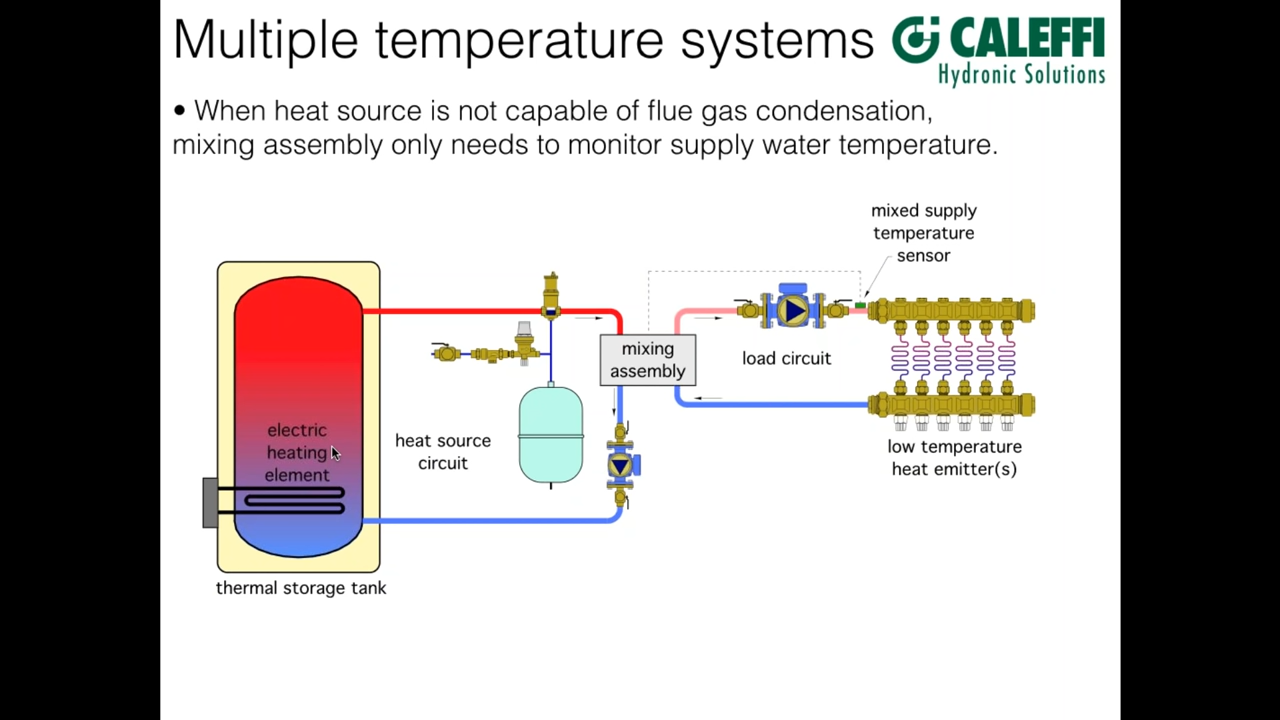 Multiple temperature systems
CALEFFI
Hydronic Solutions
• When heat source is not capable of flue gas condensation,
mixing assembly only needs to monitor supply water temperature.
mixed supply
temperature
sensor
mixing
assembly
load circuit
electric
heating
element
heat source
circuit
low temperature
heat emitter(s)
thermal storage tank